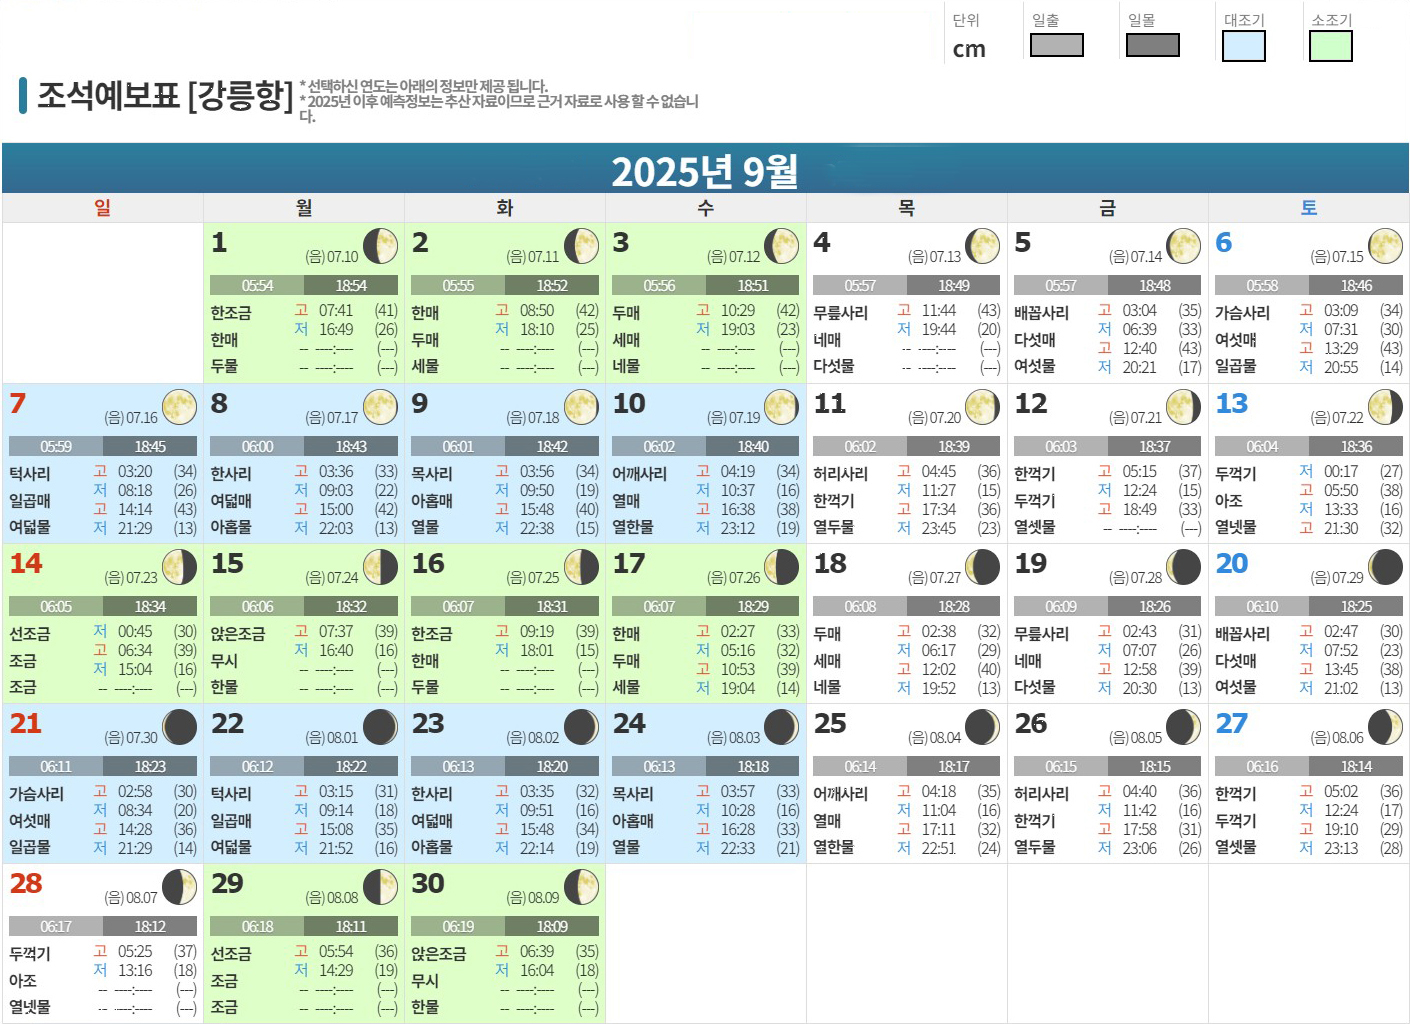 단위 일출 일몰 대조기 소조기
cm
조석예보표 [강릉항]
* 선택하신 연도는 아래의 정보만 제공 됩니다.
* 2025년 이후 예측정보는 추산 자료이므로 근거 자료로 사용 할 수 없습니
다.
2025년 9월
일 월 화 수 목 금 토
1 (음) 07.10
05:54 18:54
한조금 한매 두물
고 07:41 (41)
저 16:49 (26)
-- ----:---- (---)
-- ----:---- (---)
2 (음) 07.11
05:55 18:52
한매 두매 세물
고 08:50 (42)
저 18:10 (25)
-- ----:---- (---)
-- ----:---- (---)
3 (음) 07.12
05:56 18:51
두매 세매 네물
고 10:29 (42)
저 19:03 (23)
-- ----:---- (---)
-- ----:---- (---)
4 (음) 07.13
05:57 18:49
무릎사리 네매 다섯물
고 11:44 (43)
저 19:44 (20)
-- ----:---- (---)
-- ----:---- (---)
5 (음) 07.14
05:57 18:48
배꼽사리 다섯매 여섯물
고 03:04 (35)
저 06:39 (33)
고 12:40 (43)
저 20:21 (17)
6 (음) 07.15
05:58 18:46
가슴사리 여섯매 일곱물
고 03:09 (34)
저 07:31 (30)
고 13:29 (43)
저 20:55 (14)
7 (음) 07.16
05:59 18:45
턱사리 일곱매 여덟물
고 03:20 (34)
저 08:18 (26)
고 14:14 (43)
저 21:29 (13)
8 (음) 07.17
06:00 18:43
한사리 여덟매 아홉물
고 03:36 (33)
저 09:03 (22)
고 15:00 (42)
저 22:03 (13)
9 (음) 07.18
06:01 18:42
목사리 아홉매 열물
고 03:56 (34)
저 09:50 (19)
고 15:48 (40)
저 22:38 (15)
10 (음) 07.19
06:02 18:40
어깨사리 열매 열한물
고 04:19 (34)
저 10:37 (16)
고 16:38 (38)
저 23:12 (19)
11 (음) 07.20
06:02 18:39
허리사리 한꺽기 열두물
고 04:45 (36)
저 11:27 (15)
고 17:34 (36)
저 23:45 (23)
12 (음) 07.21
06:03 18:37
한꺽기 두꺽기 열셋물
고 05:15 (37)
저 12:24 (15)
고 18:49 (33)
-- ----:---- (---)
13 (음) 07.22
06:04 18:36
두꺽기 아조 열넷물
저 00:17 (27)
고 05:50 (38)
저 13:33 (16)
고 21:30 (32)
14 (음) 07.23
06:05 18:34
선조금 조금 조금
저 00:45 (30)
고 06:34 (39)
저 15:04 (16)
-- ----:---- (---)
15 (음) 07.24
06:06 18:32
앉은조금 무시 한물
고 07:37 (39)
저 16:40 (16)
-- ----:---- (---)
-- ----:---- (---)
16 (음) 07.25
06:07 18:31
한조금 한매 두물
고 09:19 (39)
저 18:01 (15)
-- ----:---- (---)
-- ----:---- (---)
17 (음) 07.26
06:07 18:29
한매 두매 세물
고 02:27 (33)
저 05:16 (32)
고 10:53 (39)
저 19:04 (14)
18 (음) 07.27
06:08 18:28
두매 세매 네물
고 02:38 (32)
저 06:17 (29)
고 12:02 (40)
저 19:52 (13)
19 (음) 07.28
06:09 18:26
무릎사리 네매 다섯물
고 02:43 (31)
저 07:07 (26)
고 12:58 (39)
저 20:30 (13)
20 (음) 07.29
06:10 18:25
배꼽사리 다섯매 여섯물
고 02:47 (30)
저 07:52 (23)
고 13:45 (38)
저 21:02 (13)
21 (음) 07.30
06:11 18:23
가슴사리 여섯매 일곱물
고 02:58 (30)
저 08:34 (20)
고 14:28 (36)
저 21:29 (14)
22 (음) 08.01
06:12 18:22
턱사리 일곱매 여덟물
고 03:15 (31)
저 09:14 (18)
고 15:08 (35)
저 21:52 (16)
23 (음) 08.02
06:13 18:20
한사리 여덟매 아홉물
고 03:35 (32)
저 09:51 (16)
고 15:48 (34)
저 22:14 (19)
24 (음) 08.03
06:13 18:18
목사리 아홉매 열물
고 03:57 (33)
저 10:28 (16)
고 16:28 (33)
저 22:33 (21)
25 (음) 08.04
06:14 18:17
어깨사리 열매 열한물
고 04:18 (35)
저 11:04 (16)
고 17:11 (32)
저 22:51 (24)
26 (음) 08.05
06:15 18:15
허리사리 한꺽기 열두물
고 04:40 (36)
저 11:42 (16)
고 17:58 (31)
저 23:06 (26)
27 (음) 08.06
06:16 18:14
한꺽기 두꺽기 열셋물
고 05:02 (36)
저 12:24 (17)
고 19:10 (29)
저 23:13 (28)
28 (음) 08.07
06:17 18:12
두꺽기 아조 열넷물
고 05:25 (37)
저 13:16 (18)
-- ----:---- (---)
-- ----:---- (---)
29 (음) 08.08
06:18 18:11
선조금 조금 조금
고 05:54 (36)
저 14:29 (19)
-- ----:---- (---)
-- ----:---- (---)
30 (음) 08.09
06:19 18:09
앉은조금 무시 한물
고 06:39 (35)
저 16:04 (18)
-- ----:---- (---)
-- ----:---- (---)